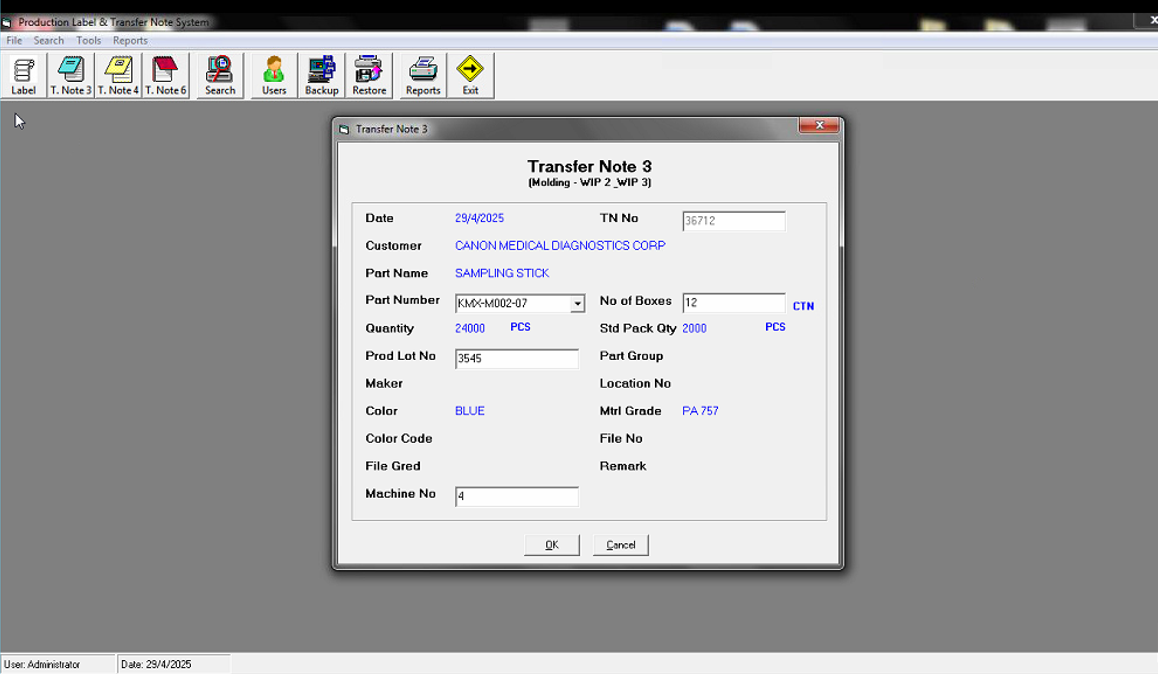 Production Label & Transfer Note System
File Search Tools Reports
Label T. Note 3 T. Note 4 T. Note 6 Search Users Backup Restore Reports Exit
Transfer Note 3
Transfer Note 3
(Molding - WIP 2 _WIP 3)
Date 29/4/2025 TN No 36712
Customer CANON MEDICAL DIAGNOSTICS CORP
Part Name SAMPLING STICK
Part Number KMX-M002-07 No of Boxes 12 CTN
Quantity 24000 PCS Std Pack Qty 2000 PCS
Prod Lot No 3545 Part Group
Maker Location No
Color BLUE Mtrl Grade PA 757
Color Code File No
File Gred Remark
Machine No 4
OK Cancel
User: Administrator Date: 29/4/2025